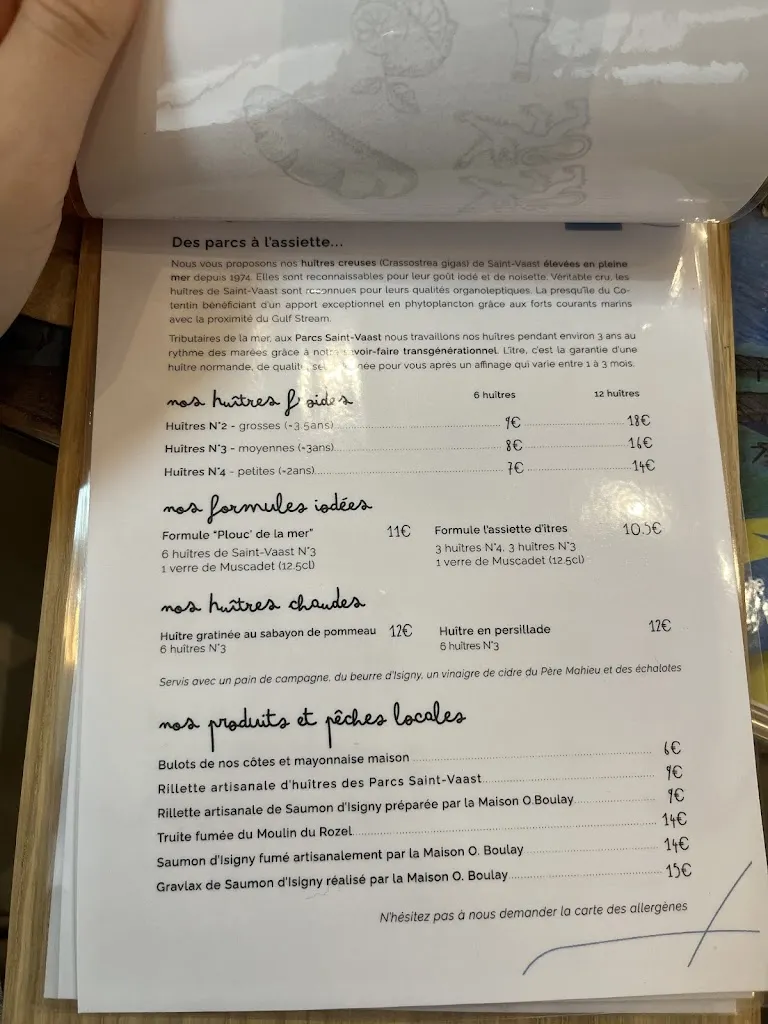 Des parcs à l'assiette...
Nous vous proposons nos huîtres creuses (Crassostrea gigas) de Saint-Vaast élevées en pleine
mer depuis 1974. Elles sont reconnaissables pour leur goût iodé et de noisette. Véritable cru, les
huîtres de Saint-Vaast sont reconnues pour leurs qualités organoleptiques. La presqu'île du Co-
tentin bénéficiant d'un apport exceptionnel en phytoplancton grâce aux forts courants marins
avec la proximité du Gulf Stream.
Tributaires de la mer, aux Parcs Saint-Vaast nous travaillons nos huîtres pendant environ 3 ans au
rythme des marées grâce à notre savoir-faire transgénérationnel. L'ître, c'est la garantie d'une
huître normande, de qualité, pour vous après un affinage qui varie entre 1 à 3 mois.
nos huîtres froides 6 huîtres 12 huîtres
Huîtres N°2 - grosses (~3.5ans) 9€ 18€
Huîtres N°3 - moyennes (~3ans) 8€ 16€
Huîtres N°4 - petites (~2ans) 7€ 14€
nos formules iodées
Formule "Plouc' de la mer" 11€
6 huîtres de Saint-Vaast N°3
1 verre de Muscadet (12.5cl)
Formule l'assiette d'îtres 10.5€
3 huîtres N°4, 3 huîtres N°3
1 verre de Muscadet (12.5cl)
nos huîtres chaudes
Huître gratinée au sabayon de pommeau 12€
6 huîtres N°3
Huître en persillade 12€
6 huîtres N°3
Servis avec un pain de campagne, du beurre d'Isigny, un vinaigre de cidre du Père Mahieu et des échalotes
nos produits et pêches locales
Bulots de nos côtes et mayonnaise maison 6€
Rillette artisanale d'huîtres des Parcs Saint-Vaast 9€
Rillette artisanale de Saumon d'Isigny préparée par la Maison O.Boulay 9€
Truite fumée du Moulin du Rozel 14€
Saumon d'Isigny fumé artisanalement par la Maison O. Boulay 14€
Gravlax de Saumon d'Isigny réalisé par la Maison O. Boulay 15€
N'hésitez pas à nous demander la carte des allergènes